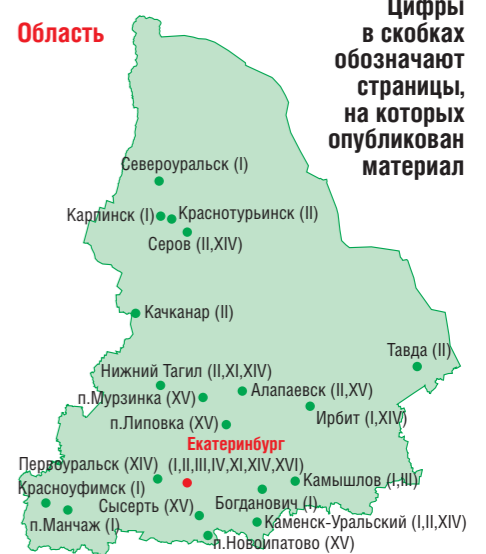 Область
Цифры
в скобках
обозначают
страницы,
на которых
опубликован
материал
Североуральск (I)
Карпинск (I)
Краснотурьинск (II)
Серов (II,XIV)
Качканар (II)
Тавда (II)
Нижний Тагил (II,XI,XIV)
п.Мурзинка (XV)
Алапаевск (II,XV)
Ирбит (I,XIV)
п.Липовка (XV)
Екатеринбург
(I,II,III,IV,XI,XIV,XVI)
Первоуральск (XIV)
Камышлов (I,III)
Красноуфимск (I)
Сысерть (XV)
Богданович (I)
п.Манчаж (I)
Каменск-Уральский (I,II,XIV)
п.Новоипатово (XV)